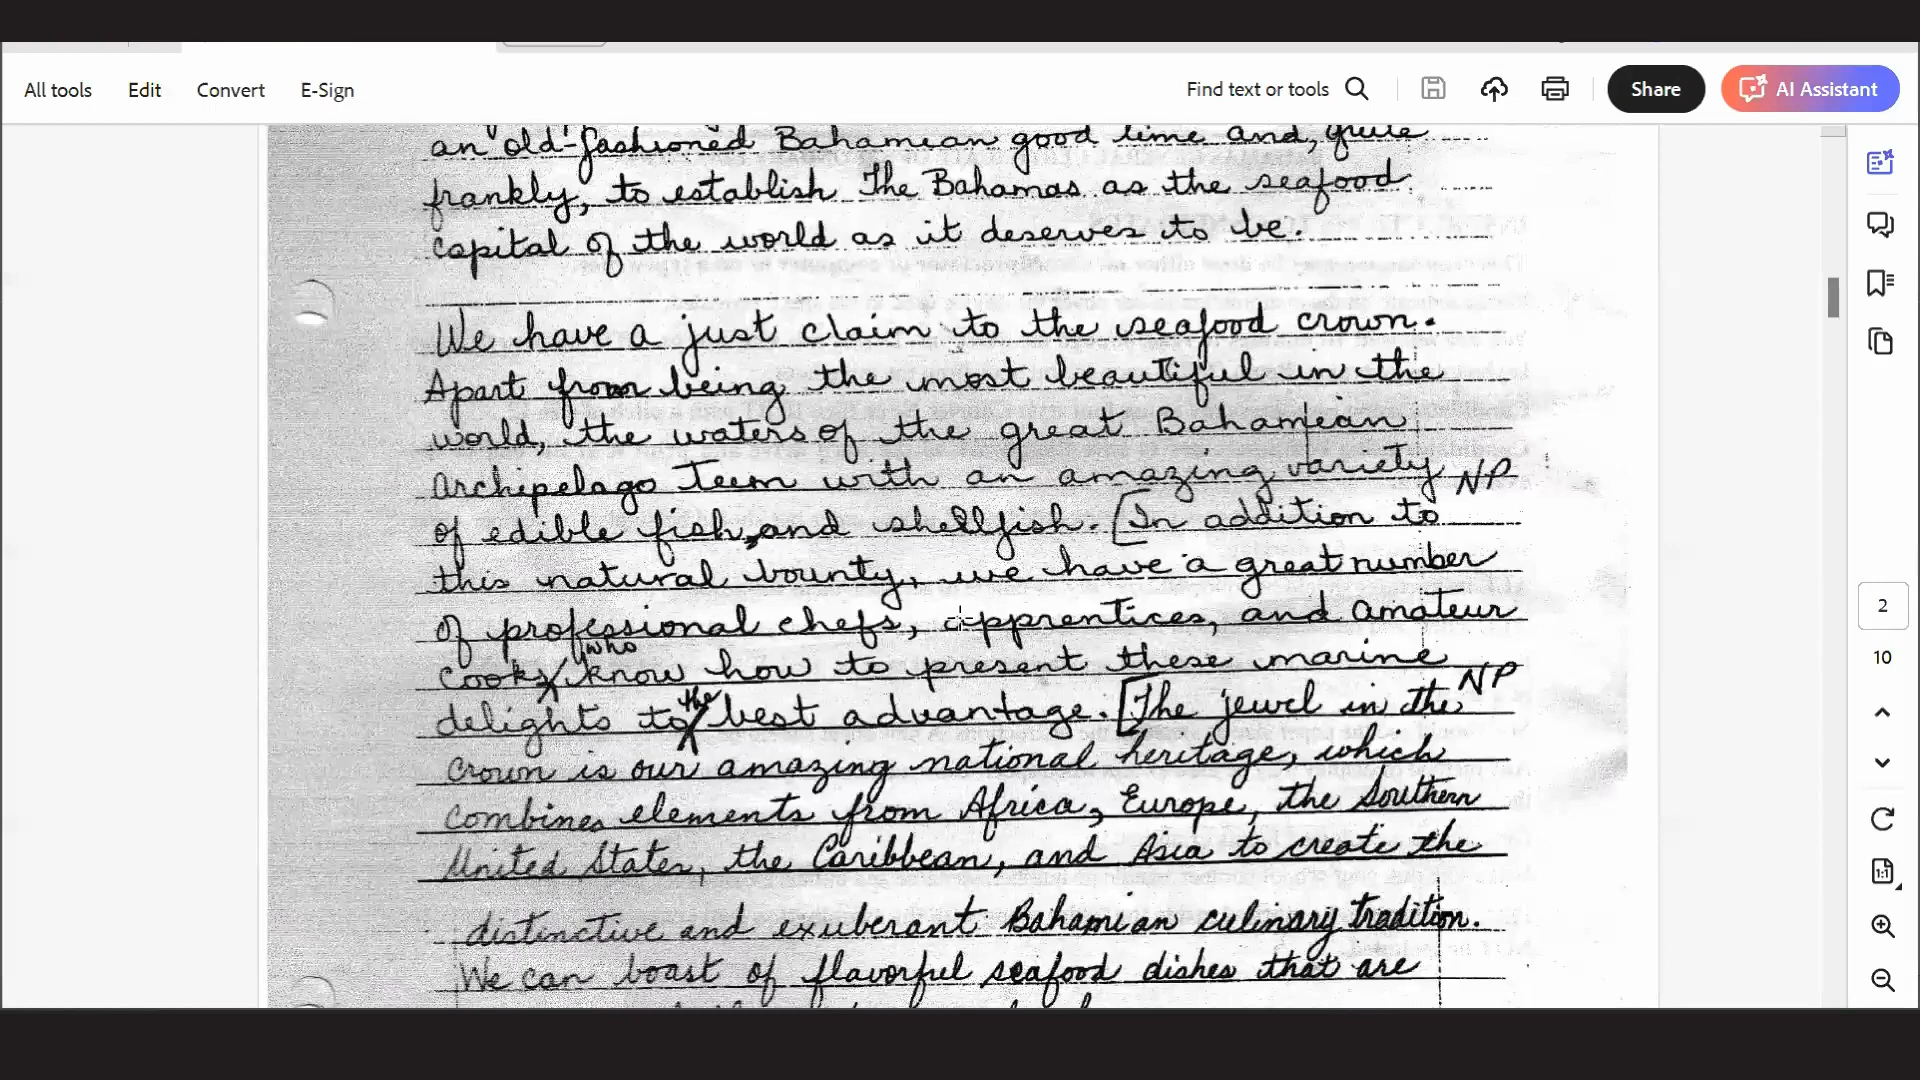 All tools
Edit
Convert
E-Sign
Find text or tools
Share
AI Assistant
an old-fashioned Bahamian good time and, quite
frankly, to establish The Bahamas as the seafood
capital of the world as it deserves to be.
We have a just claim to the seafood crown.
Apart from being the most beautiful in the
world, the waters of the great Bahamian
Archipelago teem with an amazing variety NP
of edible fish, and shellfish. [In addition to
this natural bounty, we have a great number
of professional chefs, apprentices, and amateur
who
cooks know how to present these marine
the
delights to best advantage. [The jewel in the NP
crown is our amazing national heritage, which
combines elements from Africa, Europe, the Southern
United States, the Caribbean, and Asia to create the
distinctive and exuberant Bahamian culinary tradition.
We can boast of flavorful seafood dishes that are
2
10
1:1